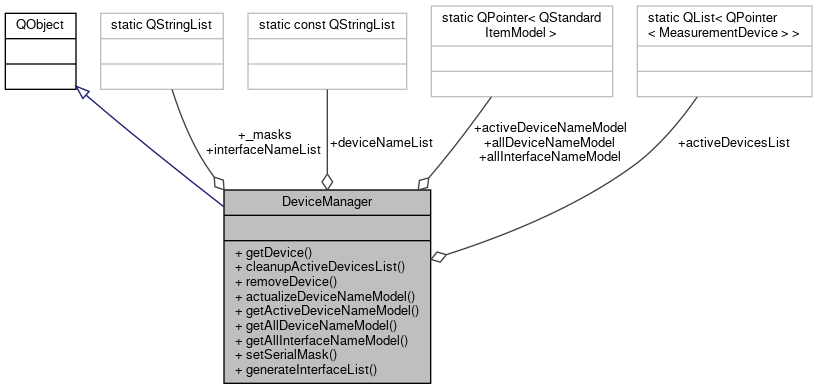 QObject
static QStringList
static const QStringList
static QPointer< QStandard
ItemModel >
static QList< QPointer
< MeasurementDevice > >
+_masks
+interfaceNameList
+deviceNameList
+activeDeviceNameModel
+allDeviceNameModel
+allInterfaceNameModel
+activeDevicesList
DeviceManager
+ getDevice()
+ cleanupActiveDevicesList()
+ removeDevice()
+ actualizeDeviceNameModel()
+ getActiveDeviceNameModel()
+ getAllDeviceNameModel()
+ getAllInterfaceNameModel()
+ setSerialMask()
+ generateInterfaceList()